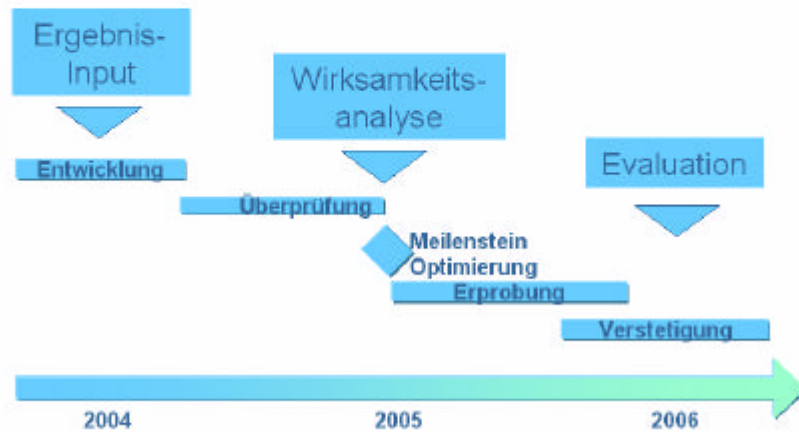 Ergebnis-
Input
Wirksamkeits-
analyse
Evaluation
Entwicklung
Überprüfung
Meilenstein
Optimierung
Erprobung
Verstetigung
2004
2005
2006